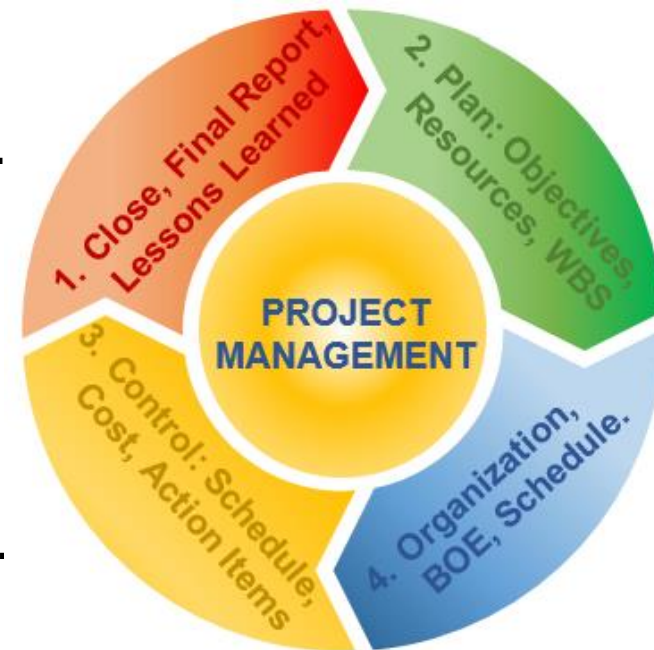 1. Close, Final Report,
Lessons Learned
2. Plan: Objectives,
Resources, WBS
PROJECT
MANAGEMENT
3. Control: Schedule,
Cost, Action Items
4. Organization,
BOE, Schedule.